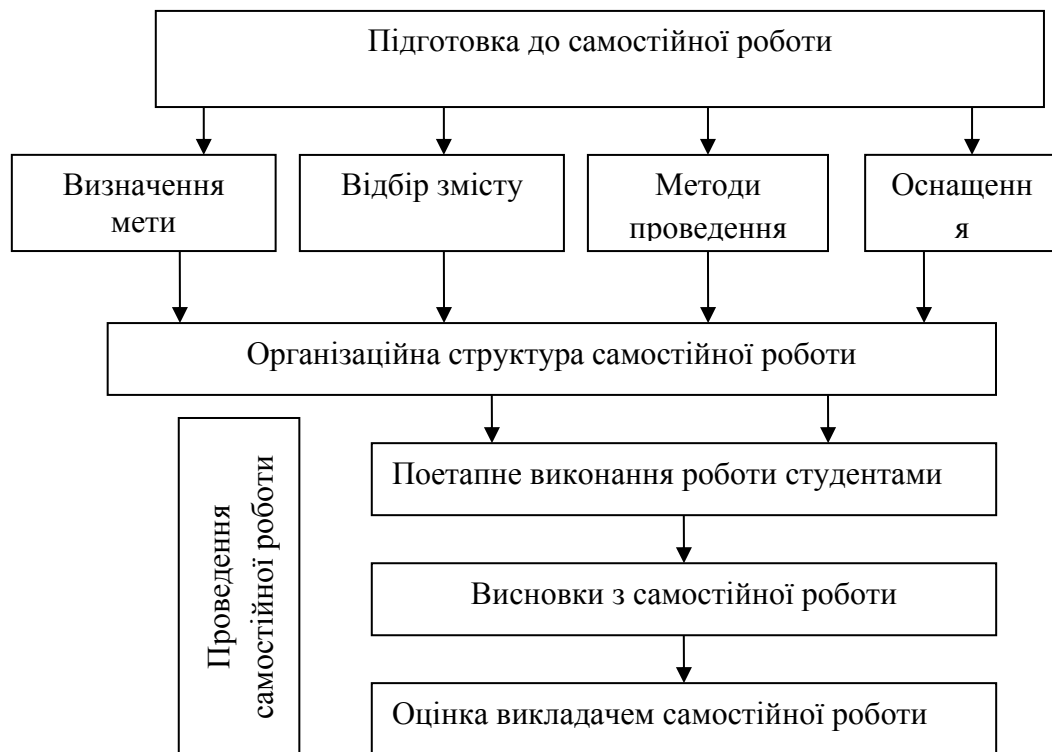 Підготовка до самостійної роботи
Визначення
мети
Відбір змісту
Методи
проведення
Оснащенн
я
Організаційна структура самостійної роботи
Проведення
самостійної роботи
Поетапне виконання роботи студентами
Висновки з самостійної роботи
Оцінка викладачем самостійної роботи